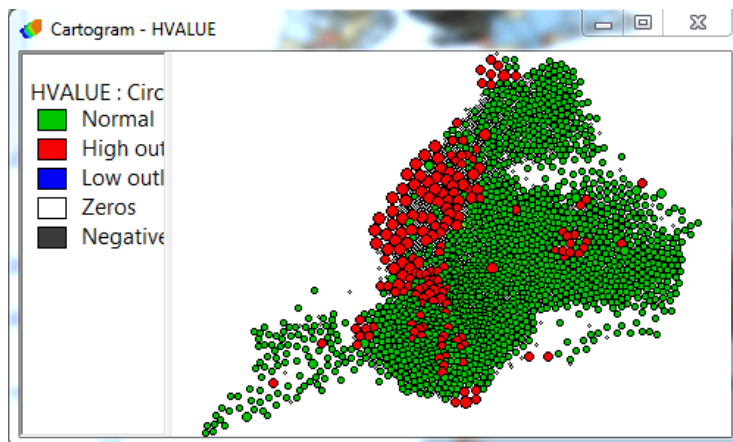 Cartogram - HVALUE
HVALUE : Circ
Normal
High out
Low outl
Zeros
Negative